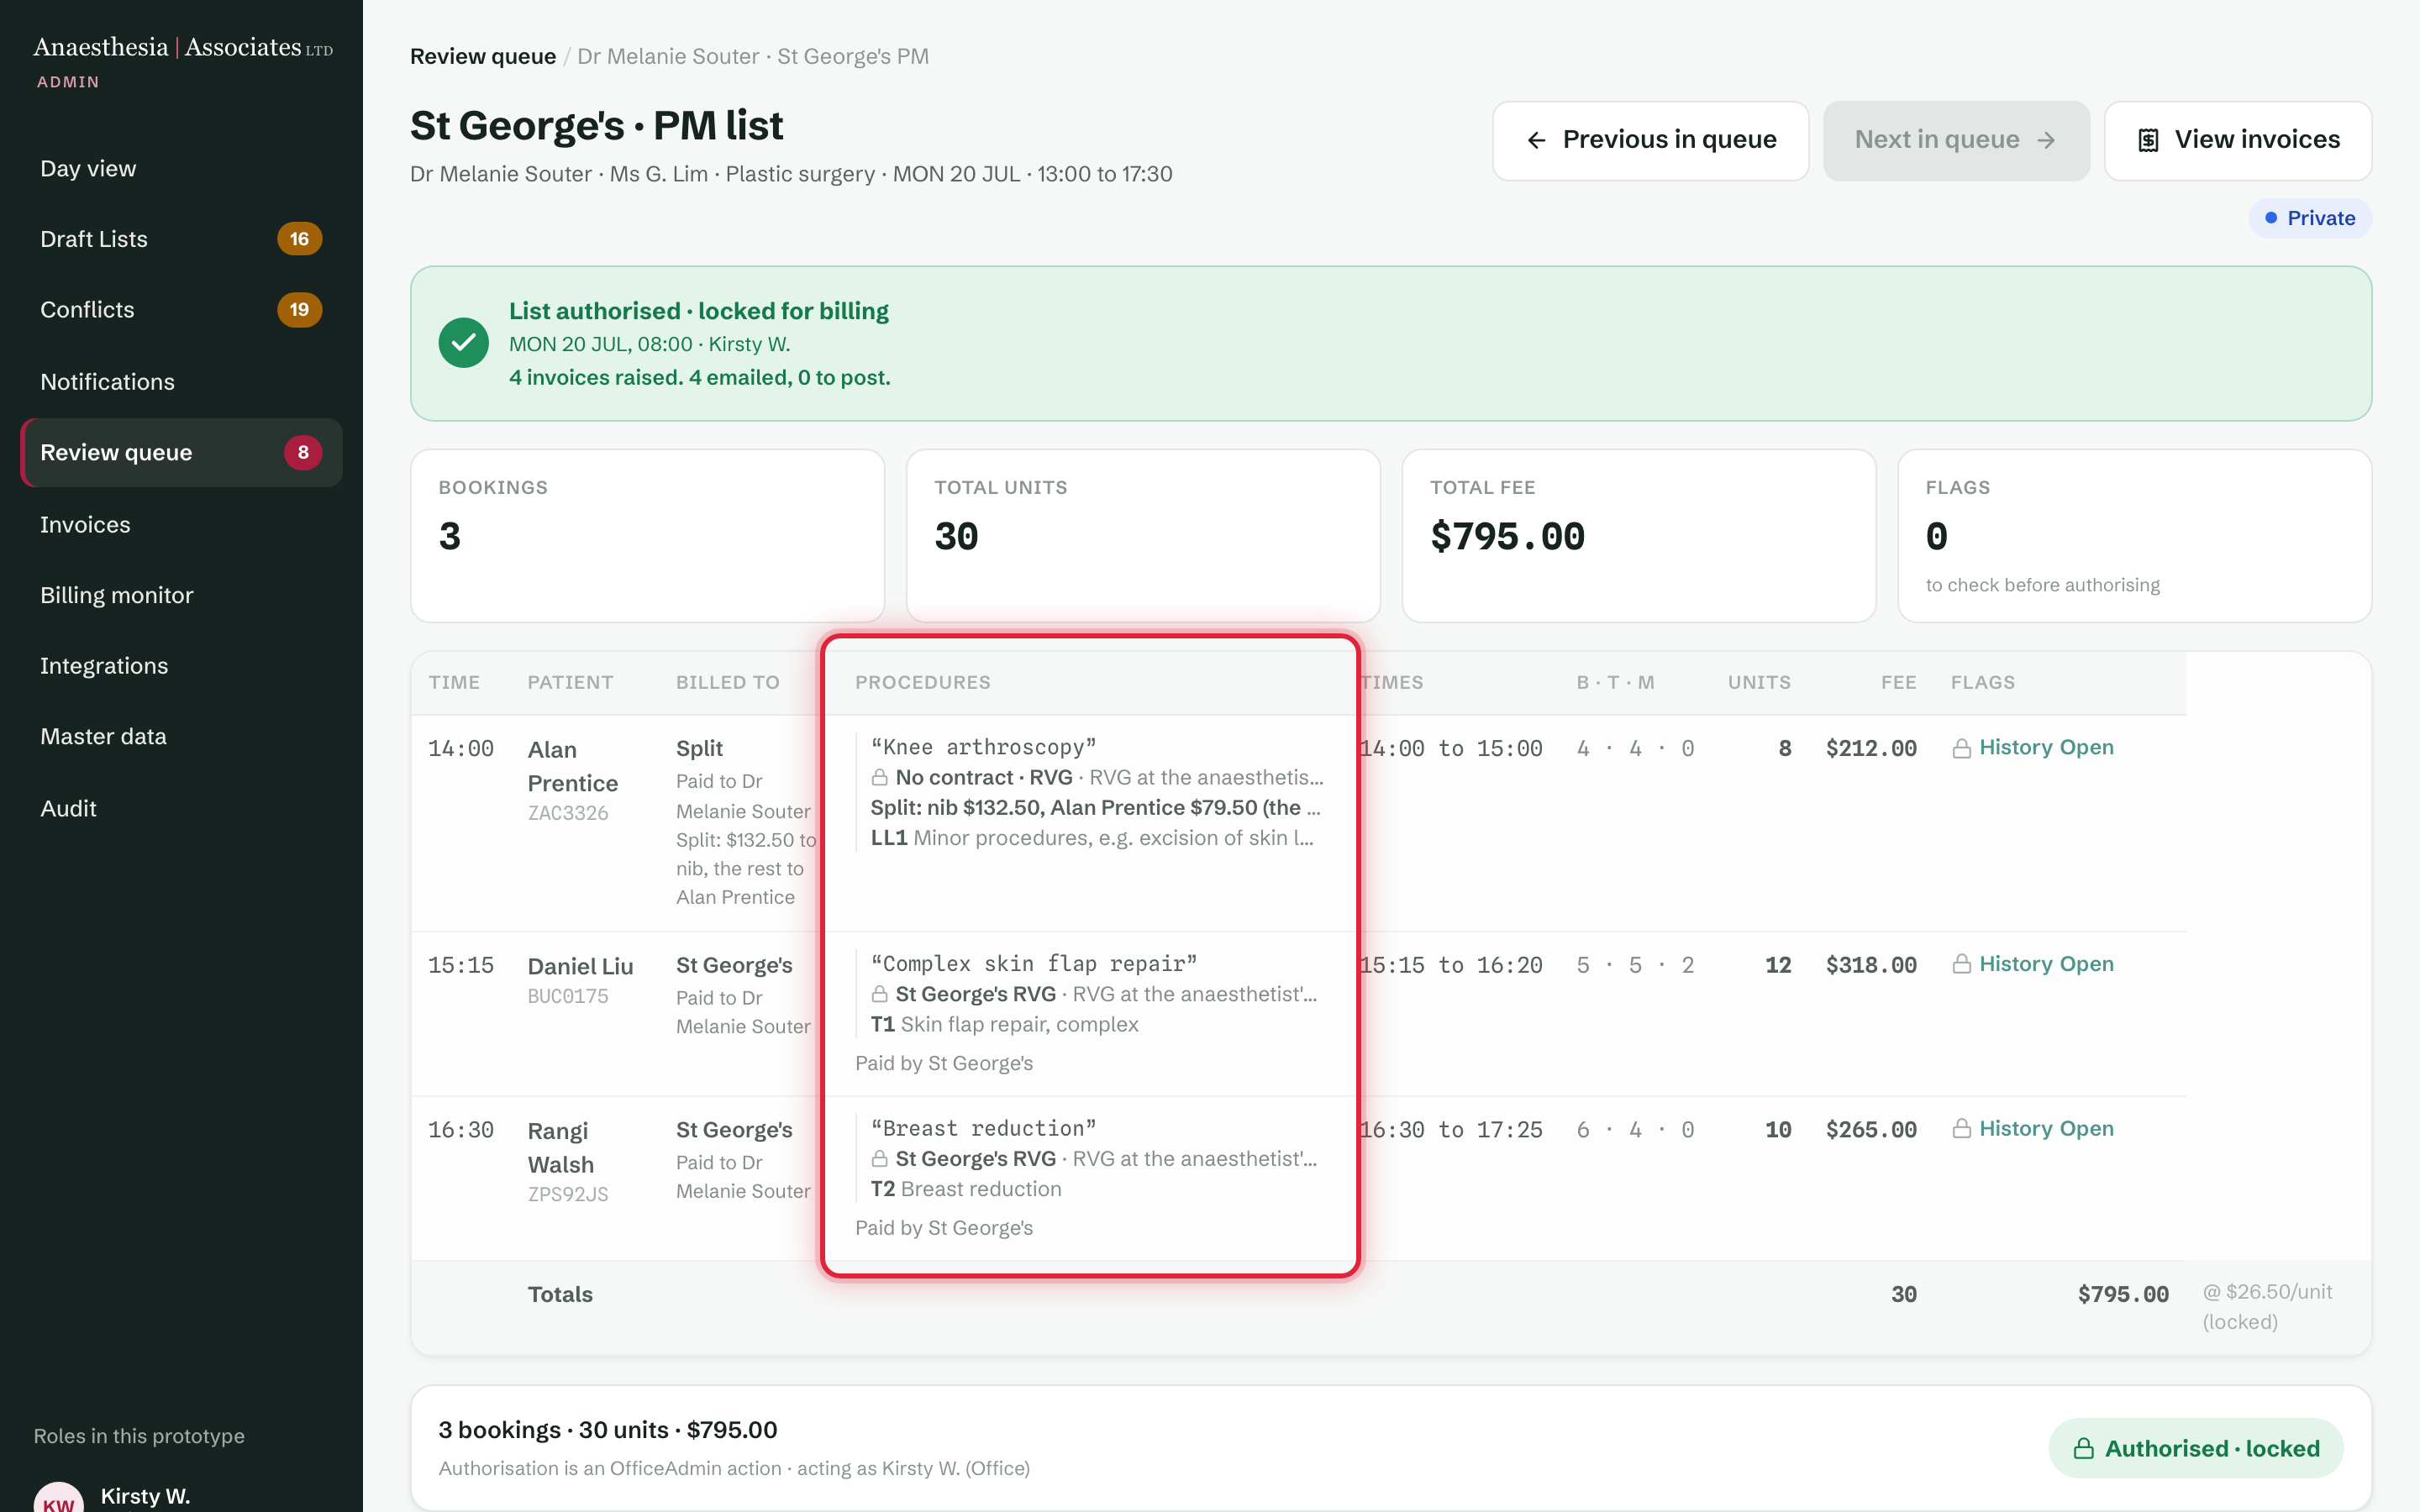 Anaesthesia | Associates LTD
ADMIN
Day view
Draft Lists 16
Conflicts 19
Notifications
Review queue 8
Invoices
Billing monitor
Integrations
Master data
Audit
Roles in this prototype
KW Kirsty W.
Review queue / Dr Melanie Souter · St George's PM
St George's · PM list
Dr Melanie Souter · Ms G. Lim · Plastic surgery · MON 20 JUL · 13:00 to 17:30
← Previous in queue
Next in queue →
View invoices
Private
List authorised · locked for billing
MON 20 JUL, 08:00 · Kirsty W.
4 invoices raised. 4 emailed, 0 to post.
BOOKINGS
3
TOTAL UNITS
30
TOTAL FEE
$795.00
FLAGS
0
to check before authorising
TIME PATIENT BILLED TO PROCEDURES TIMES B · T · M UNITS FEE FLAGS
14:00
Alan
Prentice
ZAC3326
Split
Paid to Dr
Melanie Souter
Split: $132.50 to
nib, the rest to
Alan Prentice
“Knee arthroscopy”
No contract · RVG · RVG at the anaesthetis...
Split: nib $132.50, Alan Prentice $79.50 (the ...
LL1 Minor procedures, e.g. excision of skin l...
14:00 to 15:00 4 · 4 · 0 8 $212.00 History Open
15:15
Daniel Liu
BUC0175
St George's
Paid to Dr
Melanie Souter
“Complex skin flap repair”
St George's RVG · RVG at the anaesthetist'...
T1 Skin flap repair, complex
Paid by St George's
15:15 to 16:20 5 · 5 · 2 12 $318.00 History Open
16:30
Rangi
Walsh
ZPS92JS
St George's
Paid to Dr
Melanie Souter
“Breast reduction”
St George's RVG · RVG at the anaesthetist'...
T2 Breast reduction
Paid by St George's
16:30 to 17:25 6 · 4 · 0 10 $265.00 History Open
Totals 30 $795.00 @ $26.50/unit
(locked)
3 bookings · 30 units · $795.00
Authorisation is an OfficeAdmin action · acting as Kirsty W. (Office)
Authorised · locked